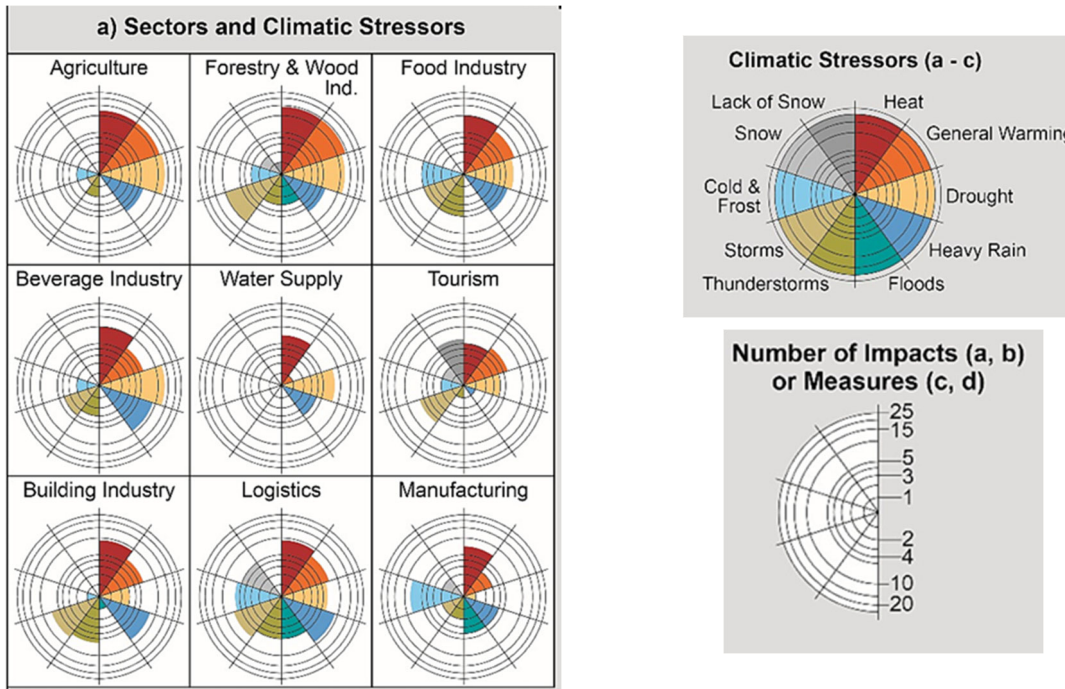 a) Sectors and Climatic Stressors
Agriculture
Forestry & Wood
Ind.
Food Industry
Beverage Industry
Water Supply
Tourism
Building Industry
Logistics
Manufacturing
Climatic Stressors (a - c)
Lack of Snow
Heat
Snow
General Warming
Cold &
Frost
Drought
Storms
Heavy Rain
Thunderstorms
Floods
Number of Impacts (a, b)
or Measures (c, d)
25
15
5
3
1
2
4
10
20